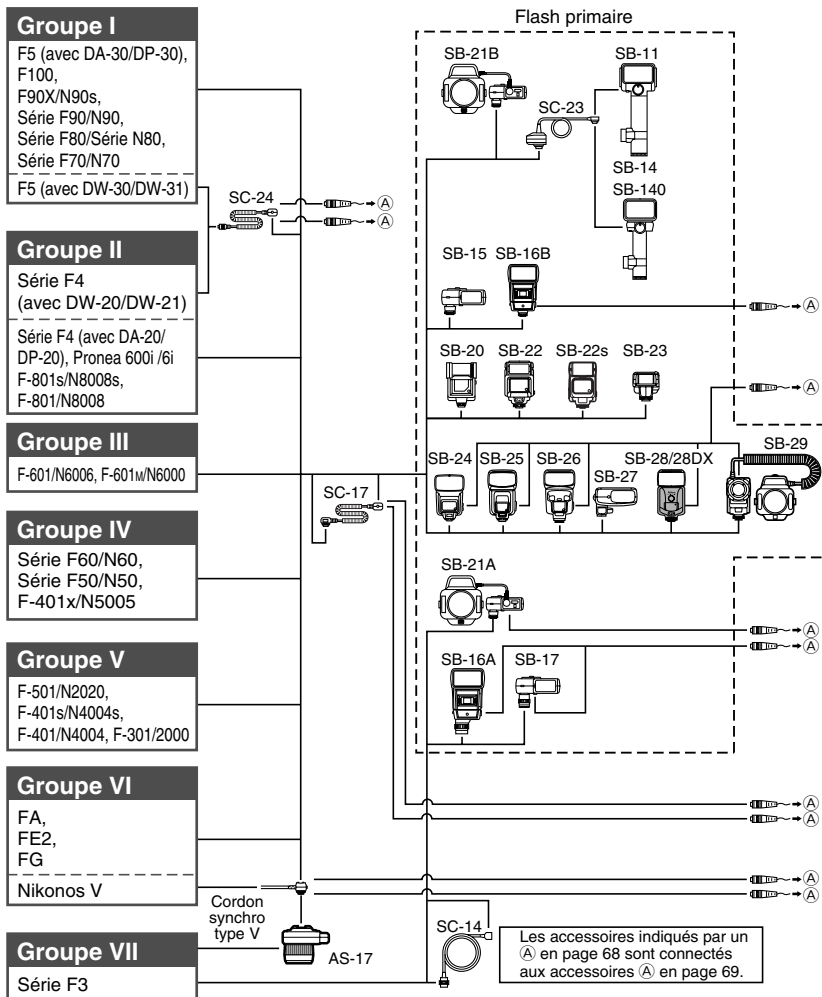 Groupe I
F5 (avec DA-30/DP-30),
F100,
F90X/N90s,
Série F90/N90,
Série F80/Série N80,
Série F70/N70
F5 (avec DW-30/DW-31)
Groupe II
Série F4
(avec DW-20/DW-21)
Série F4 (avec DA-20/
DP-20), Pronea 600i /6i
F-801s/N8008s,
F-801/N8008
Groupe III
F-601/N6006, F-601M/N6000
Groupe IV
Série F60/N60,
Série F50/N50,
F-401x/N5005
Groupe V
F-501/N2020,
F-401s/N4004s,
F-401/N4004, F-301/2000
Groupe VI
FA,
FE2,
FG
Nikonos V
Groupe VII
Série F3
SC-24
Ⓐ
Ⓐ
SC-17
Cordon
synchro
type V
AS-17
SC-14
Flash primaire
SB-21B
SC-23
SB-11
SB-14
SB-140
SB-15
SB-16B
Ⓐ
SB-20
SB-22
SB-22s
SB-23
Ⓐ
SB-24
SB-25
SB-26
SB-27
SB-28/28DX
SB-29
SB-21A
Ⓐ
Ⓐ
SB-16A
SB-17
Ⓐ
Ⓐ
Ⓐ
Ⓐ
Les accessoires indiqués par un
Ⓐ en page 68 sont connectés
aux accessoires Ⓐ en page 69.